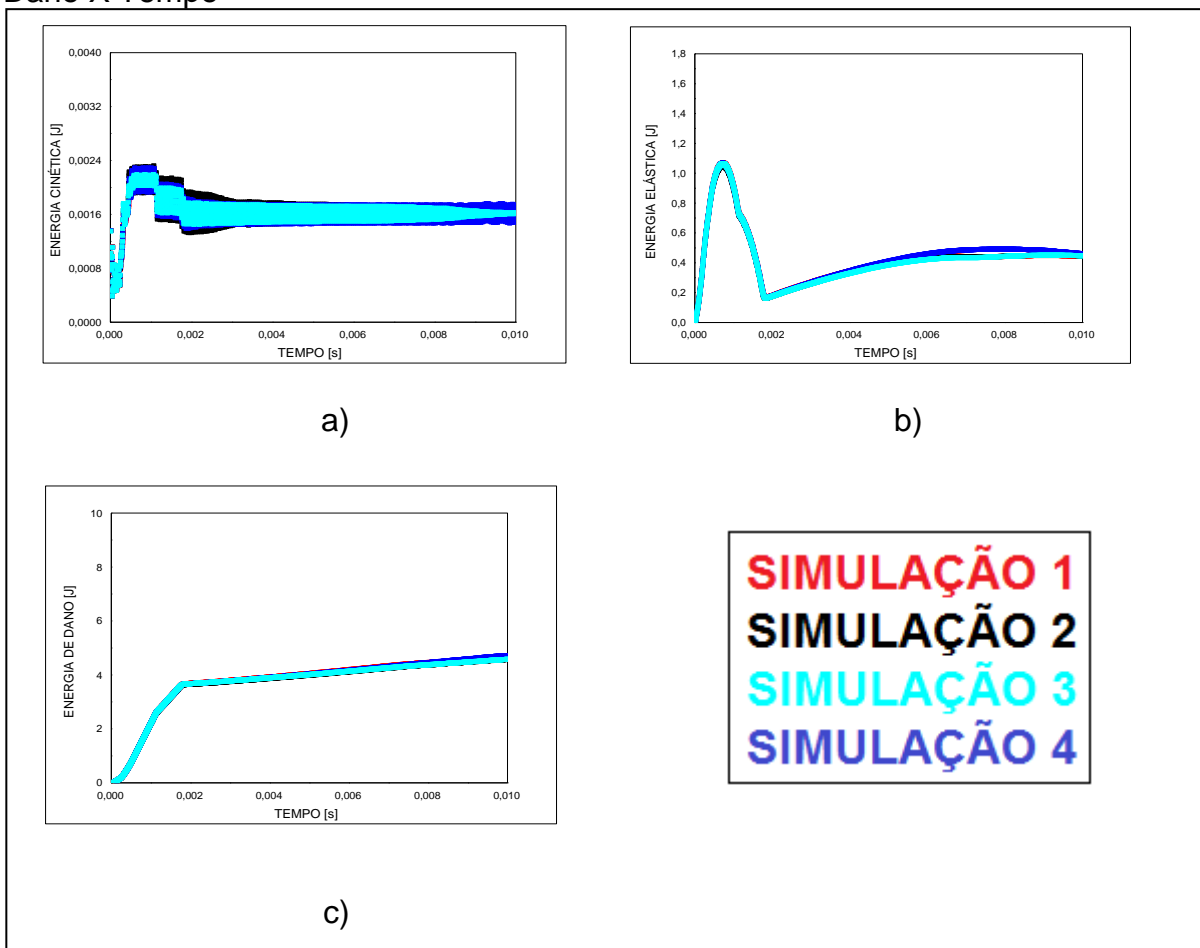 Dano X Tempo
ENERGIA CINÉTICA [J]
0,0040
0,0032
0,0024
0,0016
0,0008
0,0000
0,000 0,002 0,004 0,006 0,008 0,010
TEMPO [s]
a)
ENERGIA ELÁSTICA [J]
1,8
1,6
1,4
1,2
1,0
0,8
0,6
0,4
0,2
0,0
0,000 0,002 0,004 0,006 0,008 0,010
TEMPO [s]
b)
ENERGIA DE DANO [J]
10
8
6
4
2
0
0,000 0,002 0,004 0,006 0,008 0,010
TEMPO [s]
c)
SIMULAÇÃO 1
SIMULAÇÃO 2
SIMULAÇÃO 3
SIMULAÇÃO 4